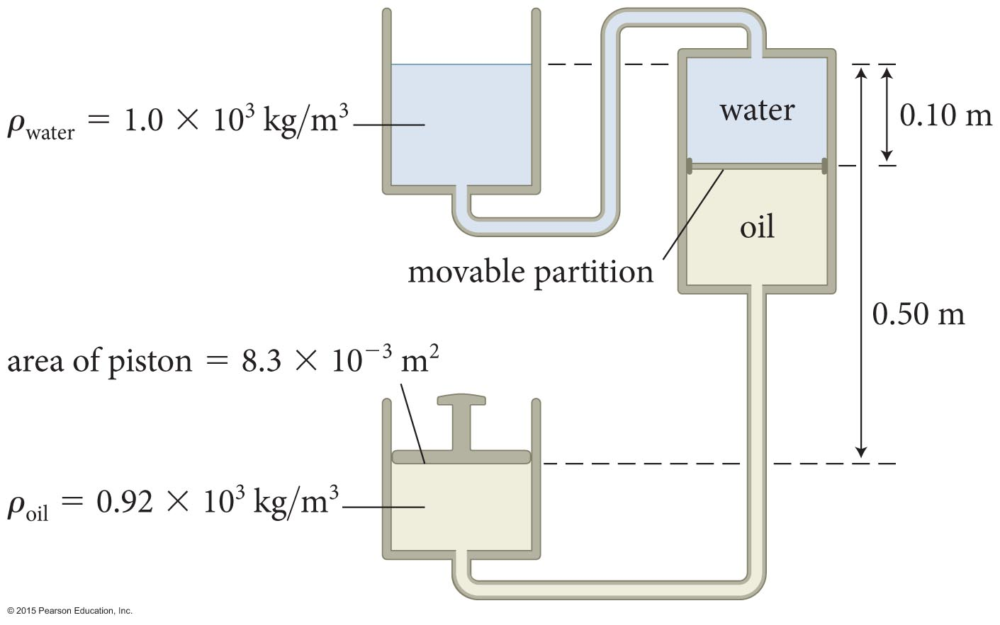 ρwater = 1.0 × 10³ kg/m³
water
0.10 m
oil
movable partition
0.50 m
area of piston = 8.3 × 10⁻³ m²
ρoil = 0.92 × 10³ kg/m³
© 2015 Pearson Education, Inc.